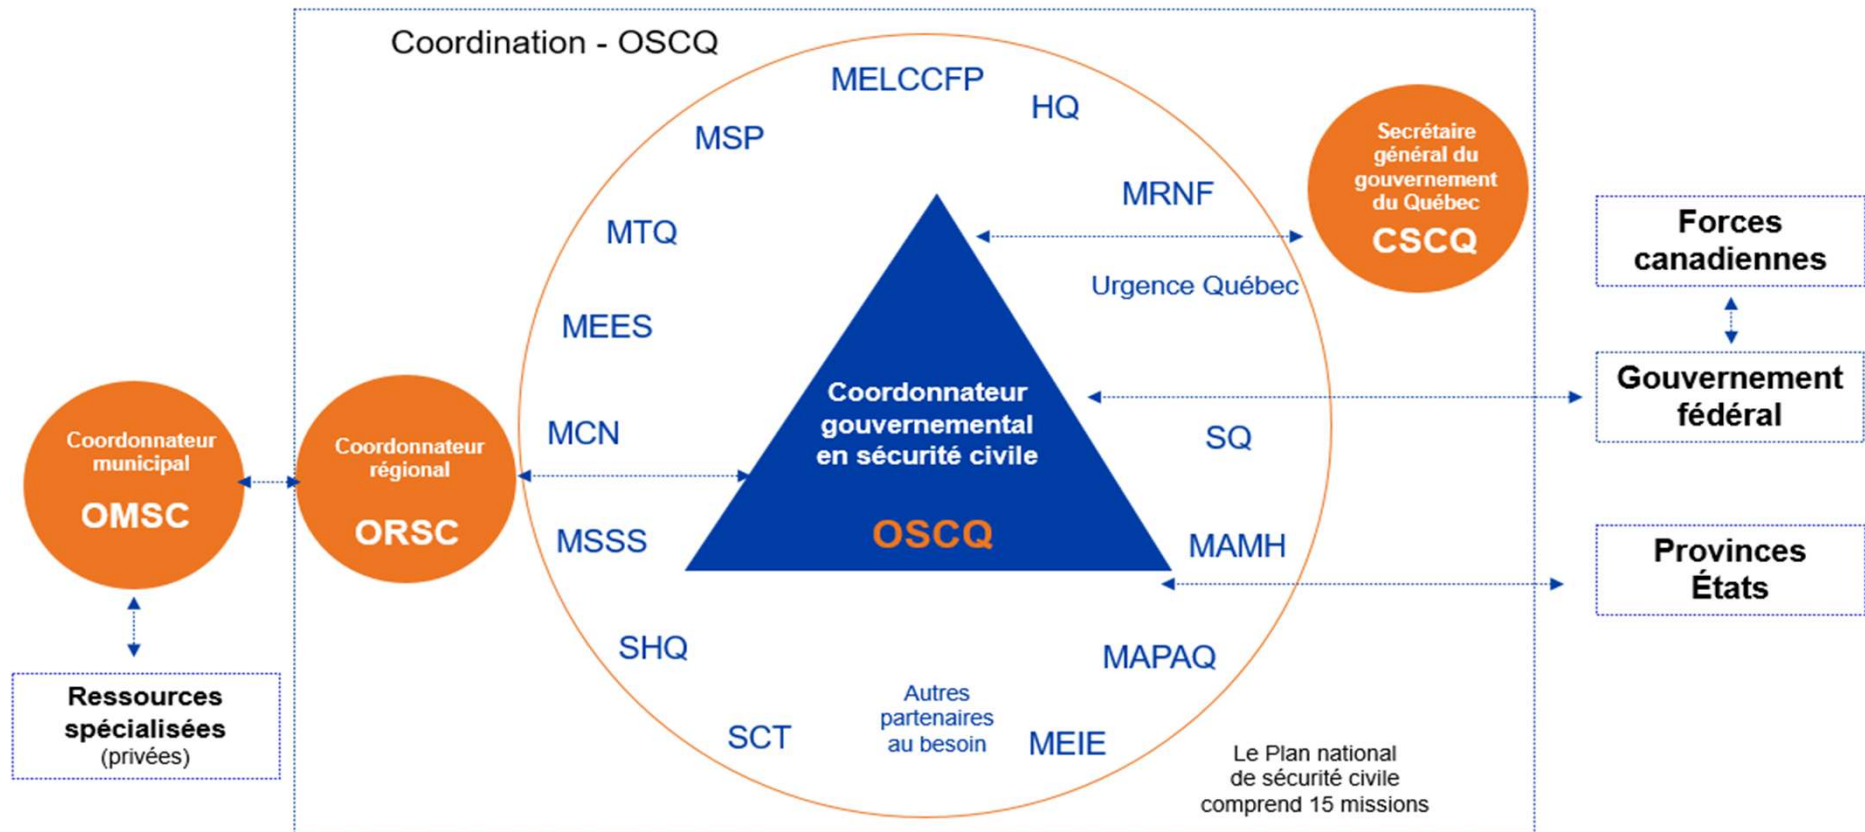 Coordination - OSCQ
MELCCFP
HQ
MSP
MRNF
MTQ
Urgence Québec
MEES
MCN
SQ
MSSS
MAMH
SHQ
MAPAQ
SCT
Autres
partenaires
au besoin
MEIE
Coordonnateur
gouvernemental
en sécurité civile
OSCQ
Secrétaire
général du
gouvernement
du Québec
CSCQ
Coordonnateur
municipal
OMSC
Coordonnateur
régional
ORSC
Ressources
spécialisées
(privées)
Forces
canadiennes
Gouvernement
fédéral
Provinces
États
Le Plan national
de sécurité civile
comprend 15 missions